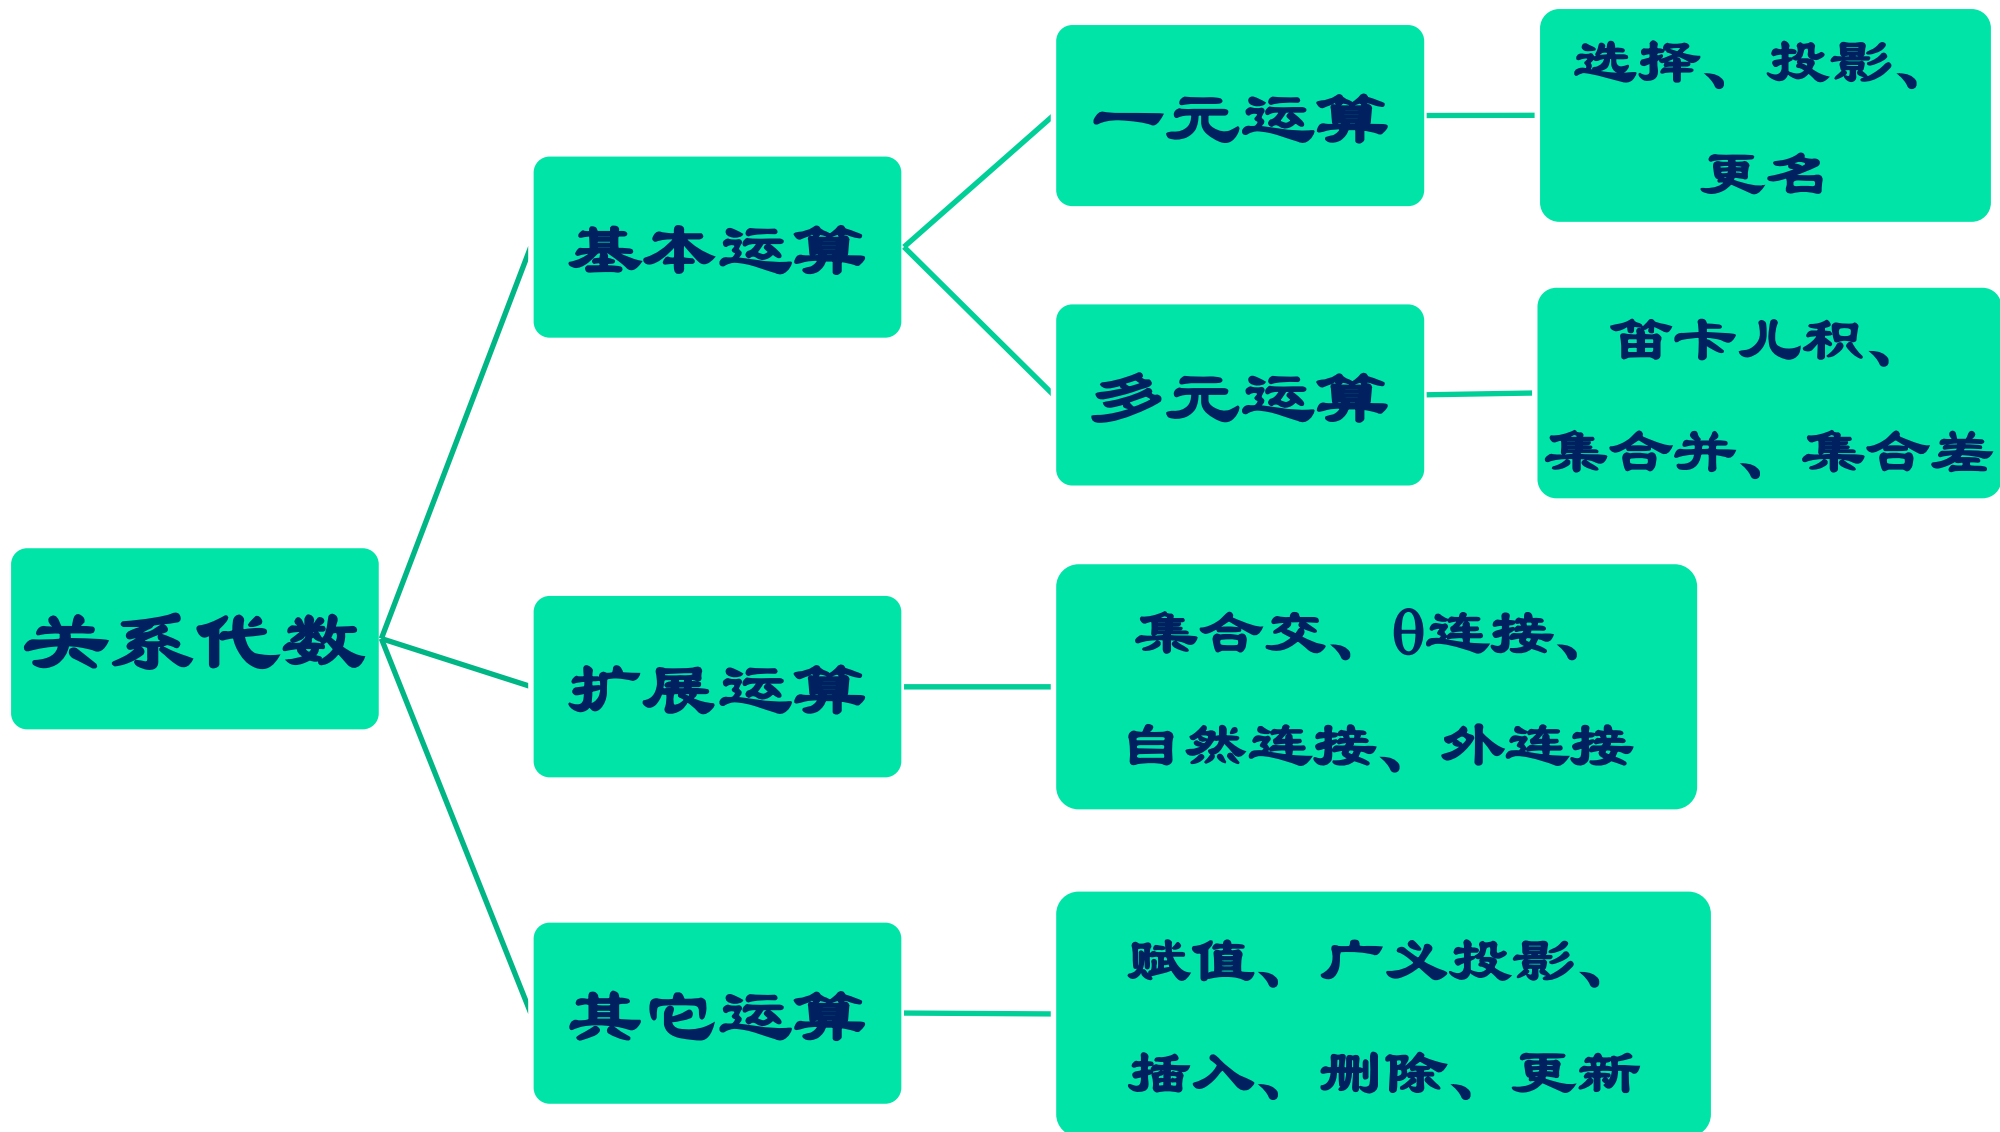 关系代数
基本运算
一元运算
选择、投影、
更名
多元运算
笛卡儿积、
集合并、集合差
扩展运算
集合交、θ连接、
自然连接、外连接
其它运算
赋值、广义投影、
插入、删除、更新